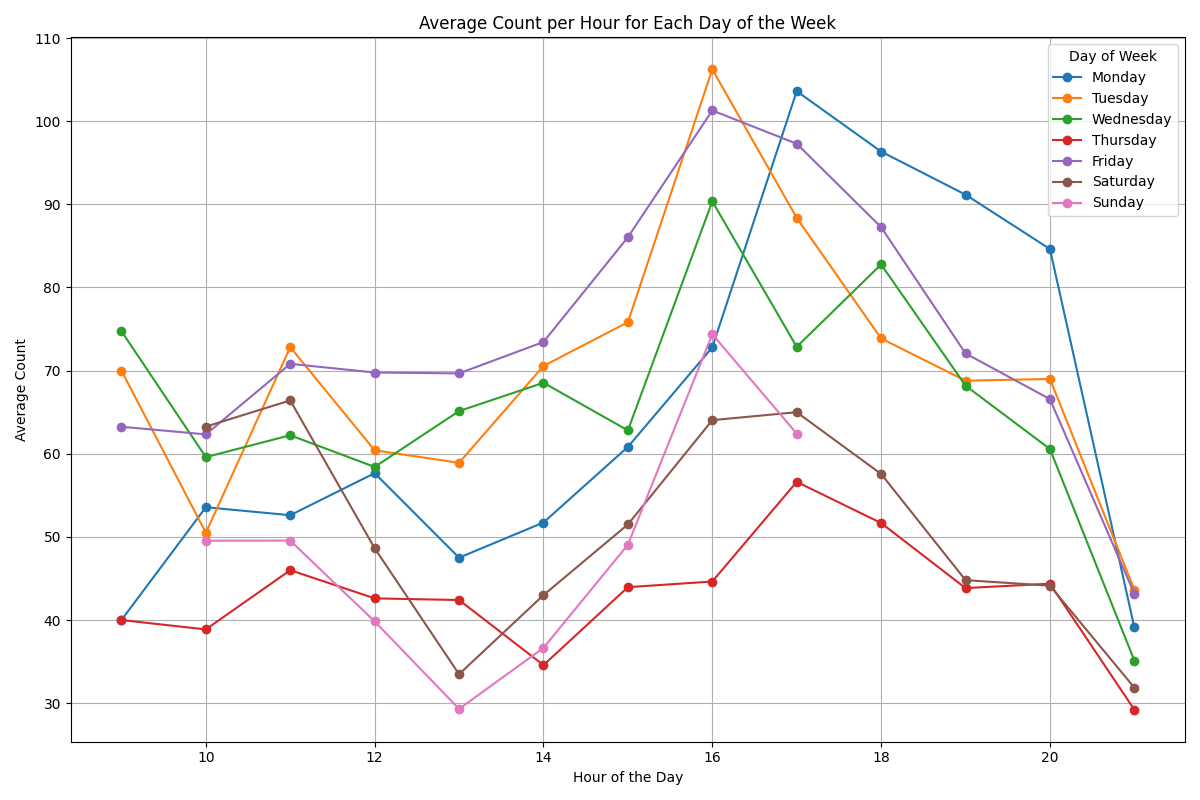 Average Count per Hour for Each Day of the Week
110
100
90
80
70
60
50
40
30
Average Count
10 12 14 16 18 20
Hour of the Day
Day of Week
Monday
Tuesday
Wednesday
Thursday
Friday
Saturday
Sunday